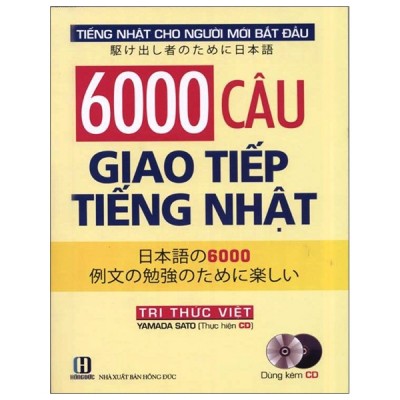 TIẾNG NHẬT CHO NGƯỜI MỚI BẮT ĐẦU
駆け出し者のために日本語
6000 CÂU
GIAO TIẾP
TIẾNG NHẬT
日本語の6000
例文の勉強のために楽しい
TRI THỨC VIỆT
YAMADA SATO (Thực hiện CD)
Dùng kèm CD
HỒNG ĐỨC
NHÀ XUẤT BẢN HỒNG ĐỨC